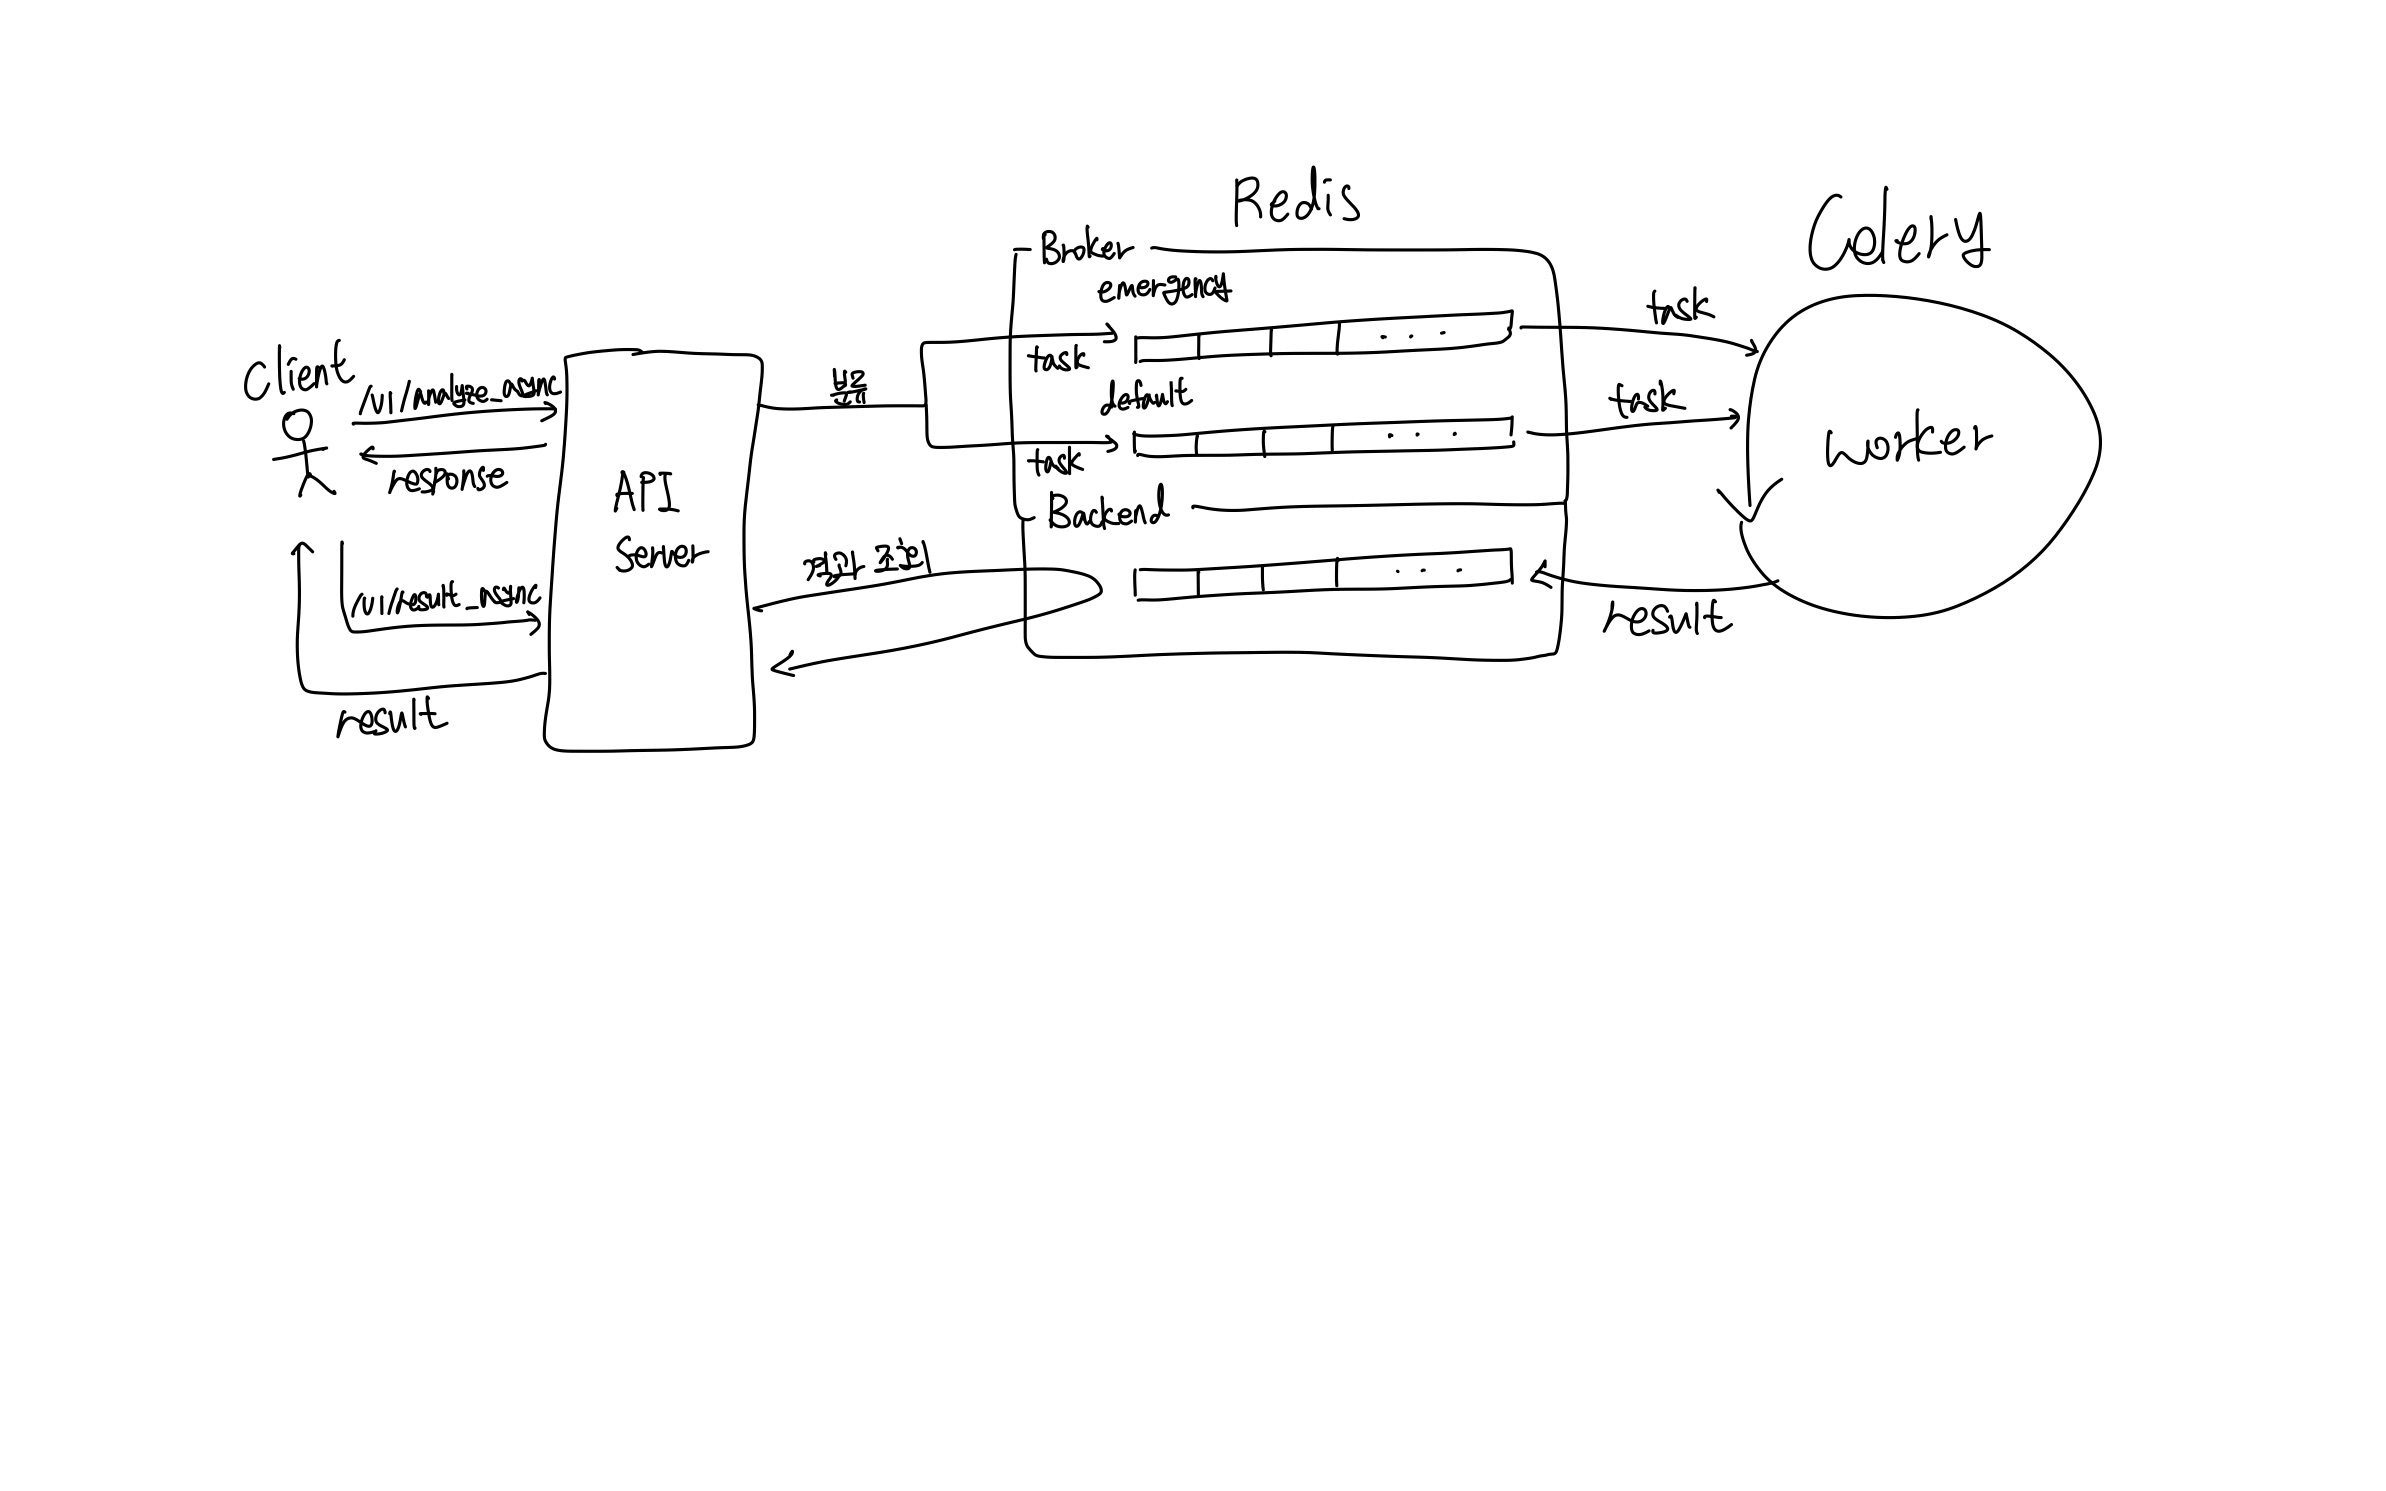 Redis
Celery
Broker
emergency
task
Client
/v1/analyze_async
분류
task
default
task
response
worker
task
API
Server
Backend
결과 조회
/v1/result_async
result
result